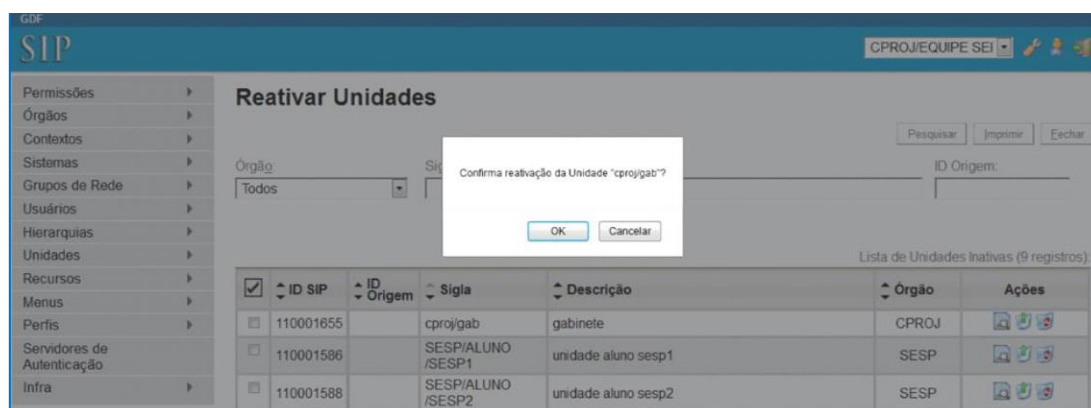 GDF
SIP
CPROJ/EQUIPE SEI
Permissões
Órgãos
Contextos
Sistemas
Grupos de Rede
Usuários
Hierarquias
Unidades
Recursos
Menus
Perfis
Servidores de
Autenticação
Infra
Reativar Unidades
Pesquisar Imprimir Fechar
Órgão: Sig ID Origem:
Todos
Confirma reativação da Unidade "cproj/gab"?
OK Cancelar
Lista de Unidades Inativas (9 registros):
ID SIP ID Origem Sigla Descrição Órgão Ações
110001655 cproj/gab gabinete CPROJ
110001586 SESP/ALUNO /SESP1 unidade aluno sesp1 SESP
110001588 SESP/ALUNO /SESP2 unidade aluno sesp2 SESP